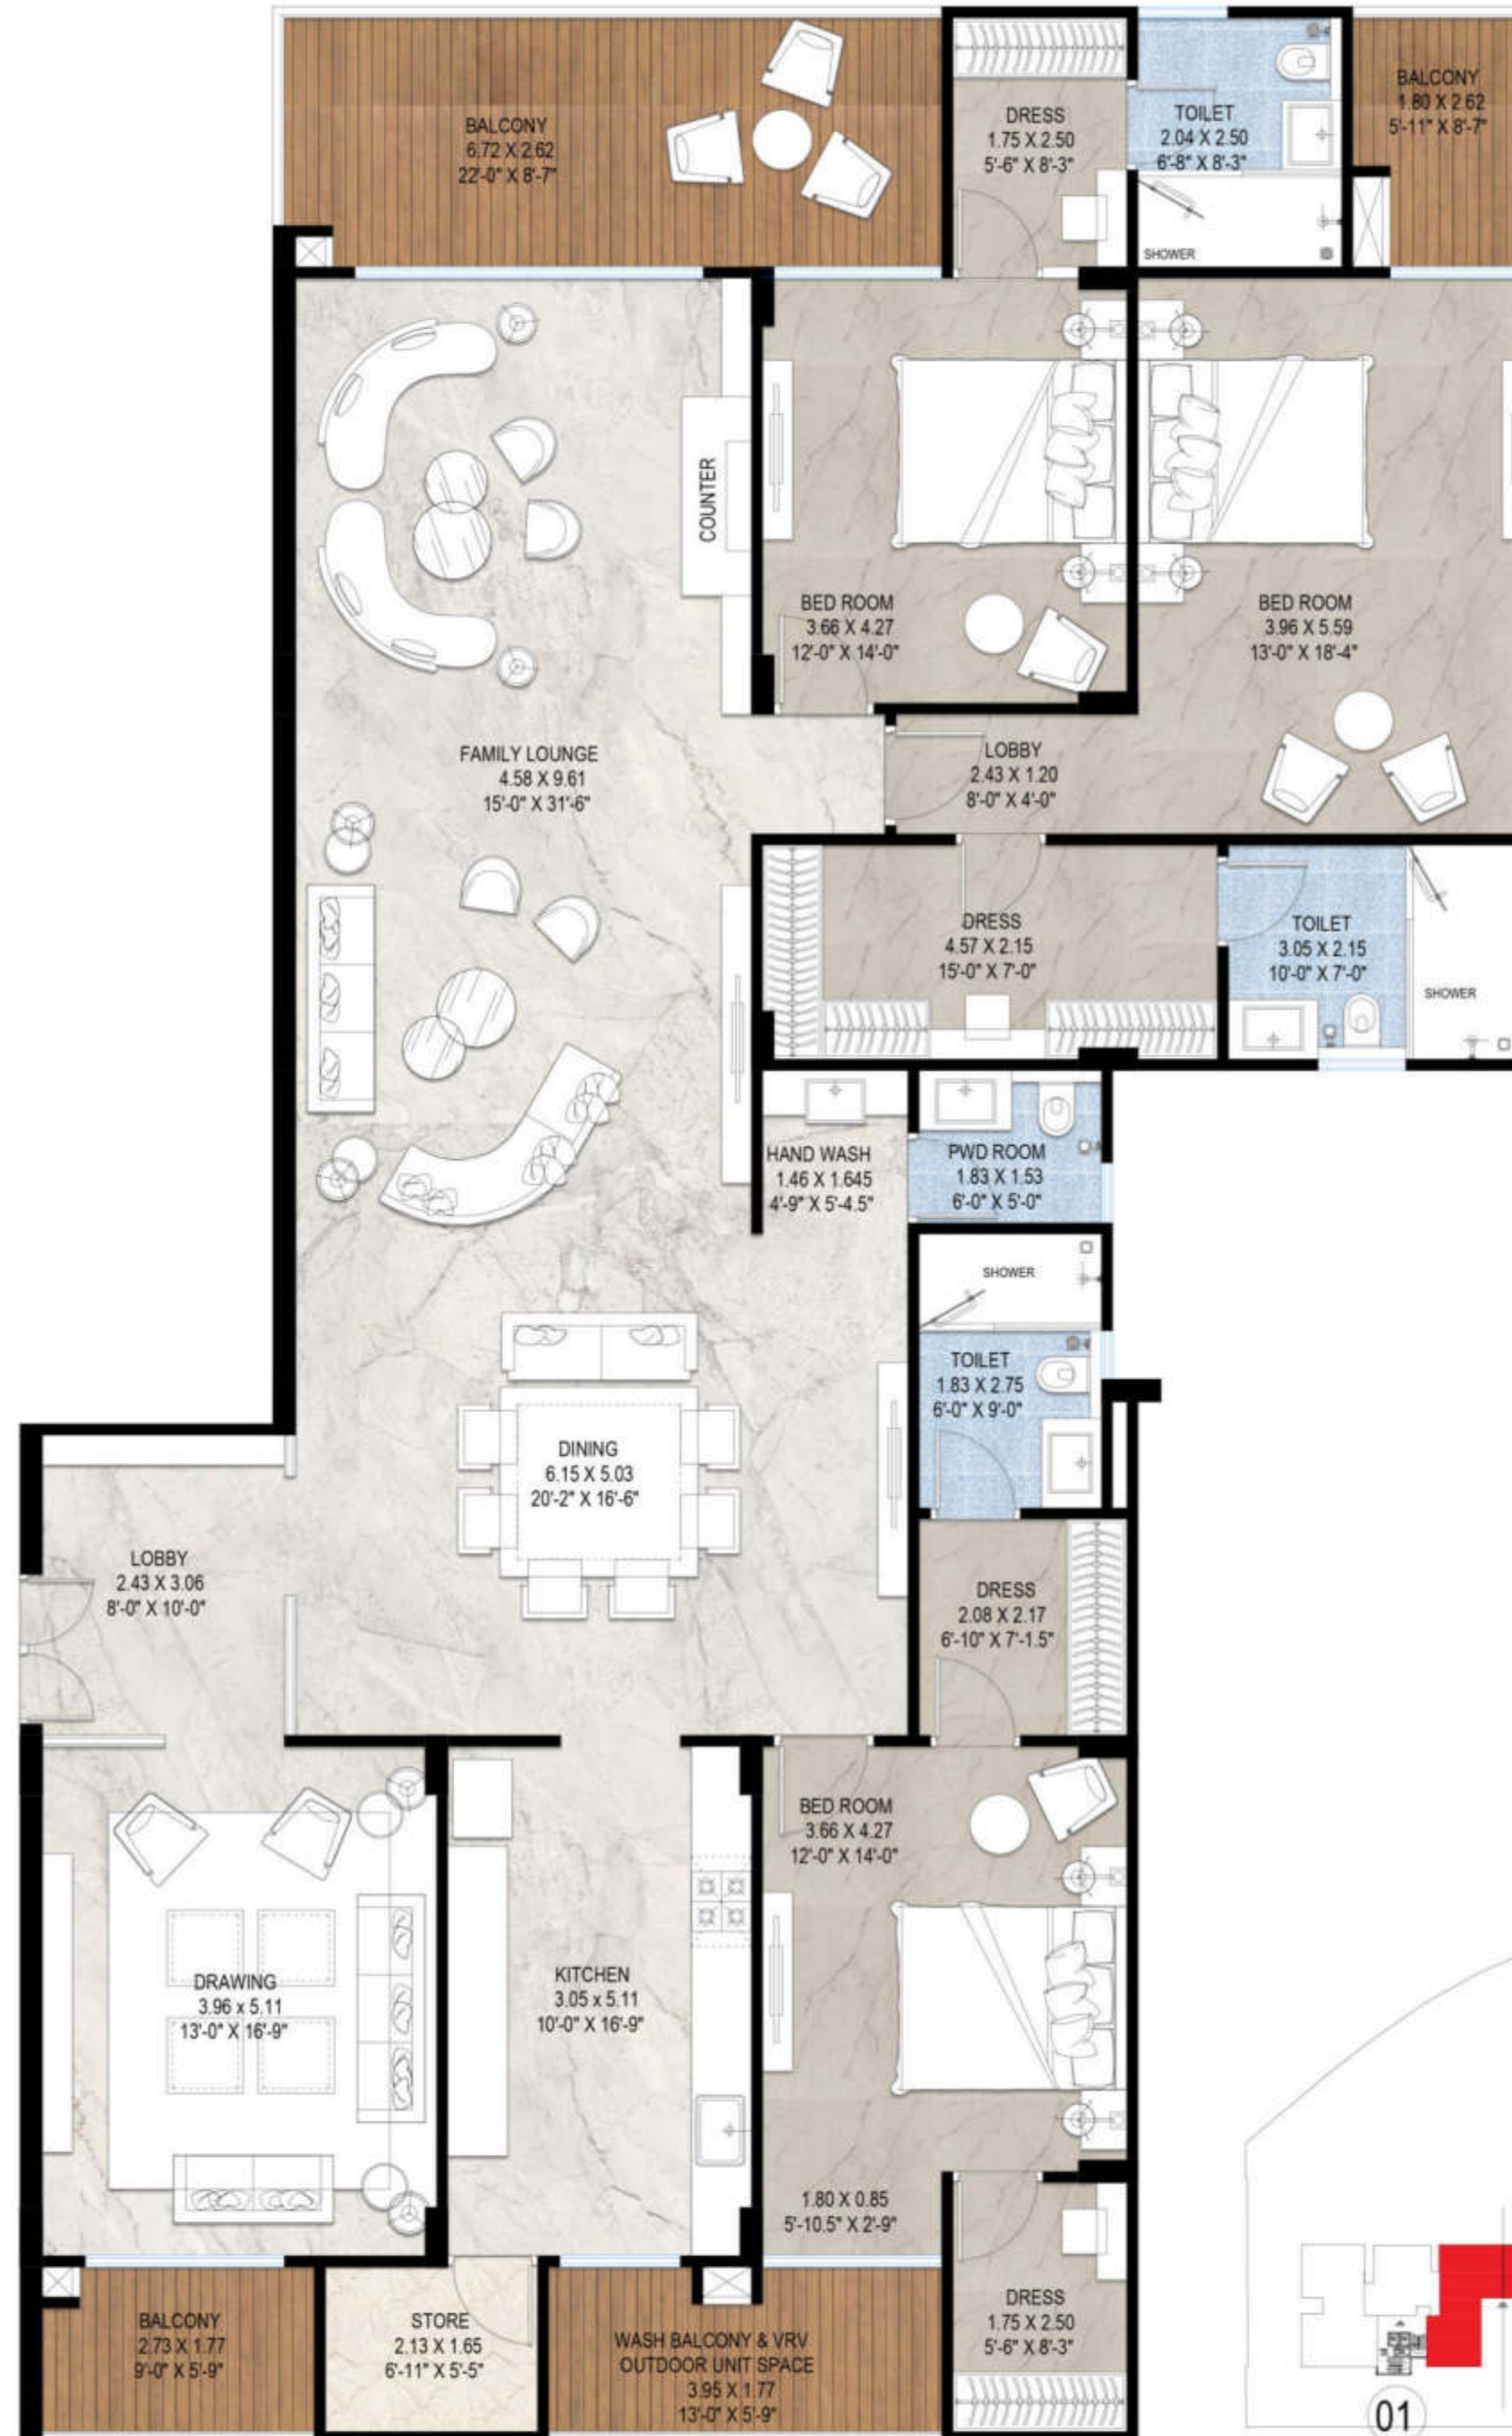 BALCONY
6.72 X 2.62
22'-0" X 8'-7"
DRESS
1.75 X 2.50
5'-6" X 8'-3"
TOILET
2.04 X 2.50
6'-8" X 8'-3"
SHOWER
BALCONY
1.80 X 2.62
5'-11" X 8'-7"
COUNTER
BED ROOM
3.66 X 4.27
12'-0" X 14'-0"
BED ROOM
3.96 X 5.59
13'-0" X 18'-4"
FAMILY LOUNGE
4.58 X 9.61
15'-0" X 31'-6"
LOBBY
2.43 X 1.20
8'-0" X 4'-0"
DRESS
4.57 X 2.15
15'-0" X 7'-0"
TOILET
3.05 X 2.15
10'-0" X 7'-0"
SHOWER
HAND WASH
1.46 X 1.645
4'-9" X 5'-4.5"
PWD ROOM
1.83 X 1.53
6'-0" X 5'-0"
SHOWER
TOILET
1.83 X 2.75
6'-0" X 9'-0"
DINING
6.15 X 5.03
20'-2" X 16'-6"
LOBBY
2.43 X 3.06
8'-0" X 10'-0"
DRESS
2.08 X 2.17
6'-10" X 7'-1.5"
BED ROOM
3.66 X 4.27
12'-0" X 14'-0"
DRAWING
3.96 x 5.11
13'-0" X 16'-9"
KITCHEN
3.05 x 5.11
10'-0" X 16'-9"
1.80 X 0.85
5'-10.5" X 2'-9"
BALCONY
2.73 X 1.77
9'-0" X 5'-9"
STORE
2.13 X 1.65
6'-11" X 5'-5"
WASH BALCONY & VRV
OUTDOOR UNIT SPACE
3.95 X 1.77
13'-0" X 5'-9"
DRESS
1.75 X 2.50
5'-6" X 8'-3"
01